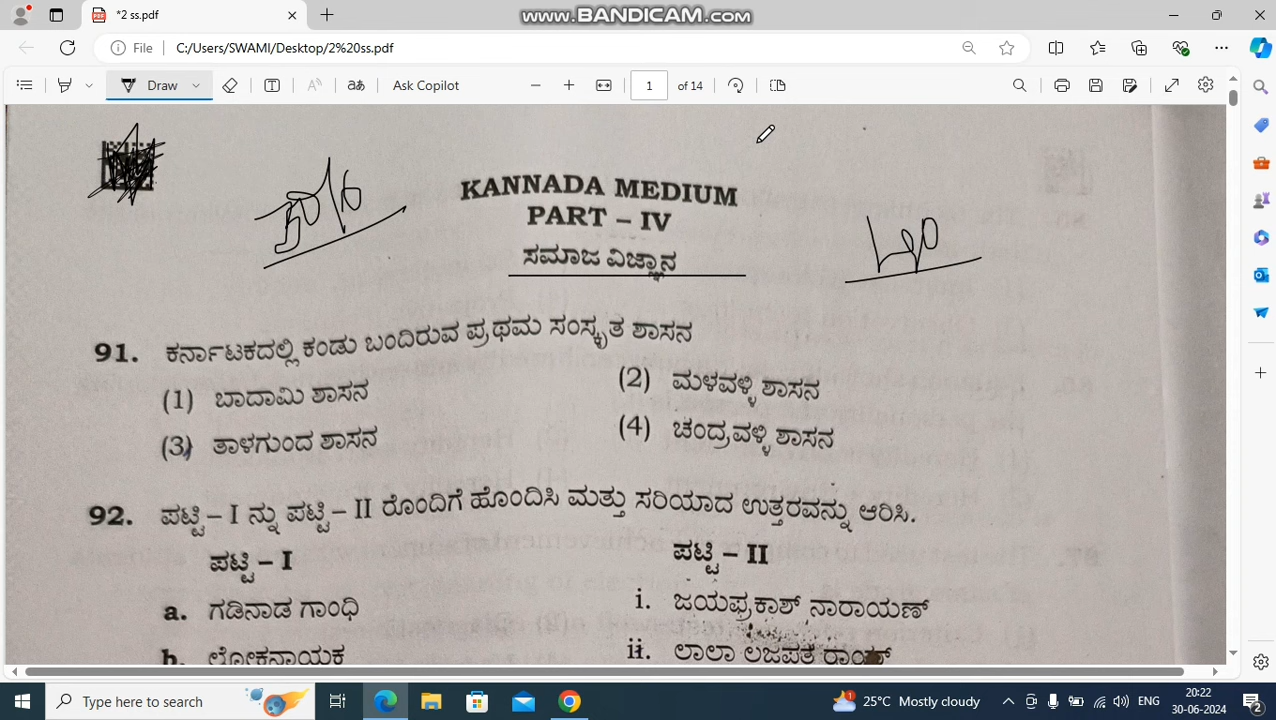 www.BANDICAM.com
*2 ss.pdf
File
C:/Users/SWAMI/Desktop/2%20ss.pdf
Draw
Ask Copilot
1 of 14
KANNADA MEDIUM
PART – IV
ಸಮಾಜ ವಿಜ್ಞಾನ
91. ಕರ್ನಾಟಕದಲ್ಲಿ ಕಂಡು ಬಂದಿರುವ ಪ್ರಥಮ ಸಂಸ್ಕೃತ ಶಾಸನ
(1) ಬಾದಾಮಿ ಶಾಸನ (2) ಮಳವಳ್ಳಿ ಶಾಸನ
(3) ತಾಳಗುಂದ ಶಾಸನ (4) ಚಂದ್ರವಳ್ಳಿ ಶಾಸನ
92. ಪಟ್ಟಿ – I ನ್ನು ಪಟ್ಟಿ – II ರೊಂದಿಗೆ ಹೊಂದಿಸಿ ಮತ್ತು ಸರಿಯಾದ ಉತ್ತರವನ್ನು ಆರಿಸಿ.
ಪಟ್ಟಿ – I ಪಟ್ಟಿ – II
a. ಗಡಿನಾಡ ಗಾಂಧಿ i. ಜಯಪ್ರಕಾಶ್ ನಾರಾಯಣ್
b. ಲೋಕನಾಯಕ ii. ಲಾಲಾ ಲಜಪತ ರಾಯ್
Type here to search
25°C Mostly cloudy
ENG
20:22
30-06-2024
2